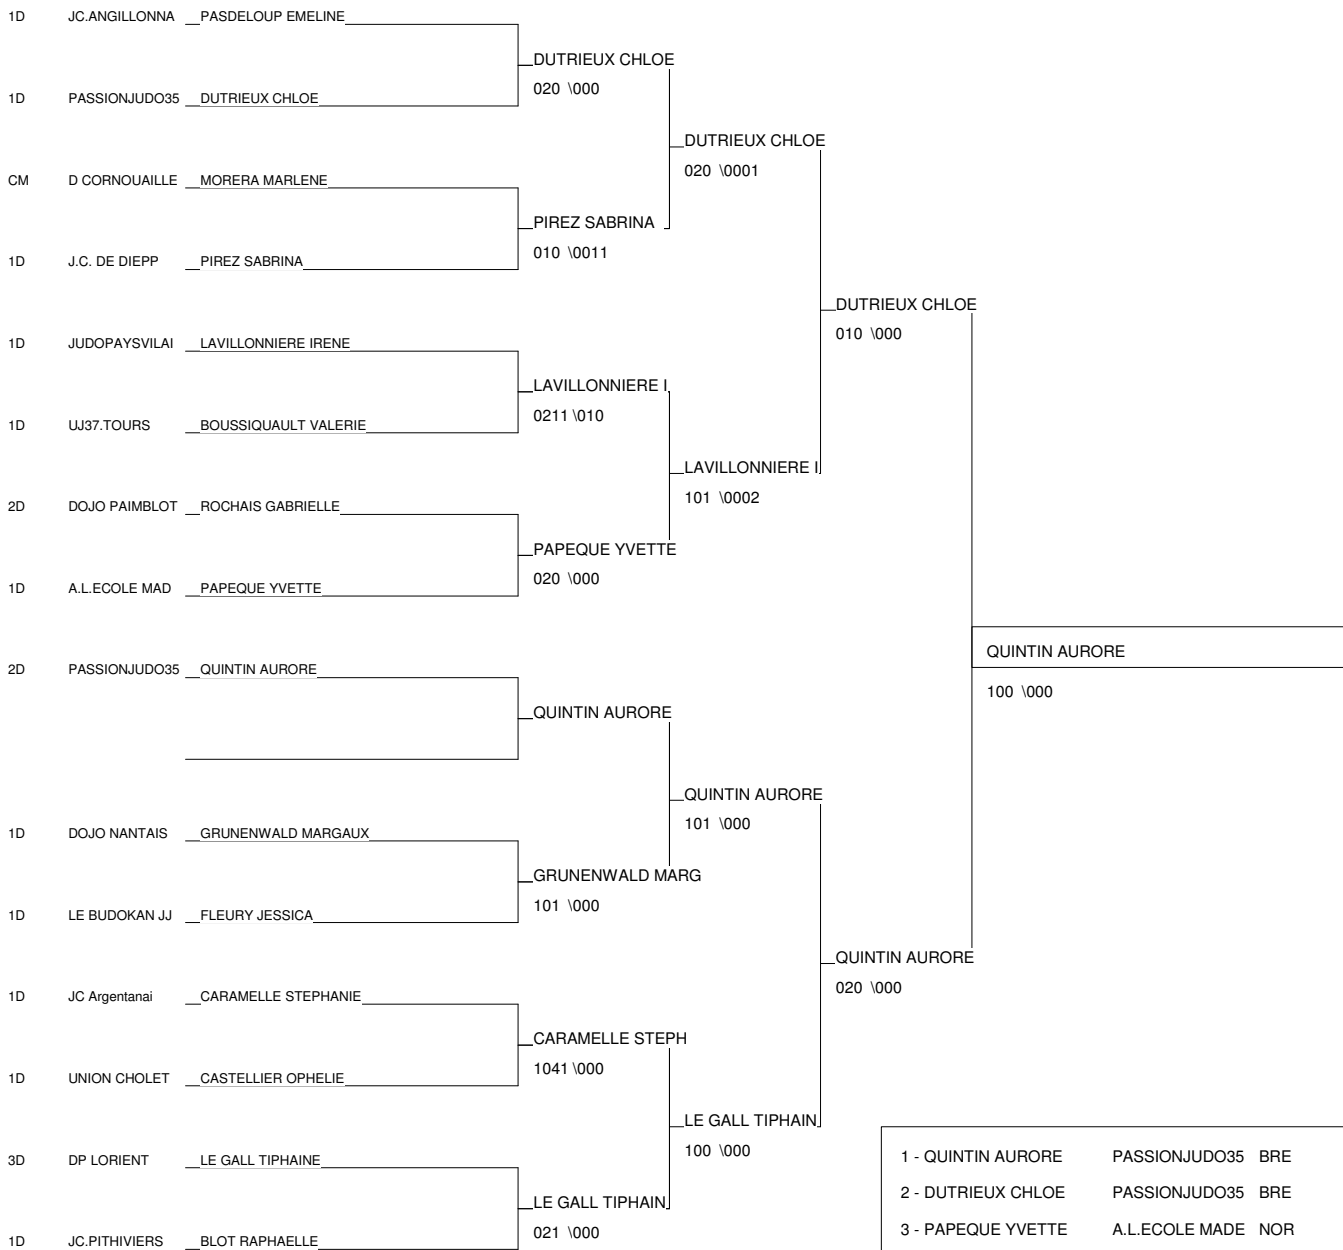 1D JC.ANGILLONNA PASDELOUP EMELINE
DUTRIEUX CHLOE
020 \000
1D PASSIONJUDO35 DUTRIEUX CHLOE
DUTRIEUX CHLOE
020 \0001
CM D CORNOUAILLE MORERA MARLENE
PIREZ SABRINA
010 \0011
1D J.C. DE DIEPP PIREZ SABRINA
DUTRIEUX CHLOE
010 \000
1D JUDOPAYSVILAI LAVILLONNIERE IRENE
LAVILLONNIERE I
0211 \010
1D UJ37.TOURS BOUSSIQUAULT VALERIE
LAVILLONNIERE I
101 \0002
2D DOJO PAIMBLOT ROCHAIS GABRIELLE
PAPEQUE YVETTE
020 \000
1D A.L.ECOLE MAD PAPEQUE YVETTE
QUINTIN AURORE
100 \000
2D PASSIONJUDO35 QUINTIN AURORE
QUINTIN AURORE
QUINTIN AURORE
101 \000
1D DOJO NANTAIS GRUNENWALD MARGAUX
GRUNENWALD MARG
101 \000
1D LE BUDOKAN JJ FLEURY JESSICA
QUINTIN AURORE
020 \000
1D JC Argentanai CARAMELLE STEPHANIE
CARAMELLE STEPH
1041 \000
1D UNION CHOLET CASTELLIER OPHELIE
LE GALL TIPHAIN
100 \000
3D DP LORIENT LE GALL TIPHAINE
LE GALL TIPHAIN
021 \000
1D JC.PITHIVIERS BLOT RAPHAELLE
1 - QUINTIN AURORE PASSIONJUDO35 BRE
2 - DUTRIEUX CHLOE PASSIONJUDO35 BRE
3 - PAPEQUE YVETTE A.L.ECOLE MADE NOR